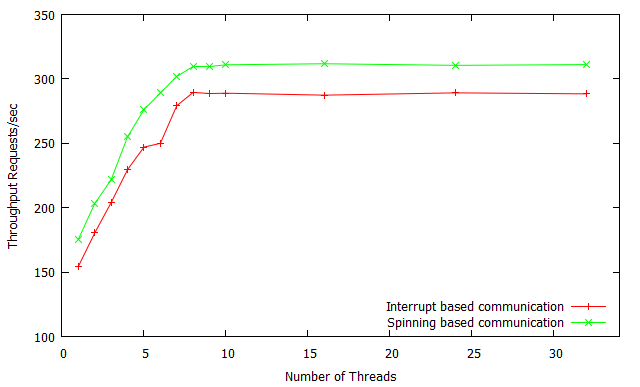 350
300
250
200
150
100
Throughput Requests/sec
Interrupt based communication
Spinning based communication
0 5 10 15 20 25 30
Number of Threads